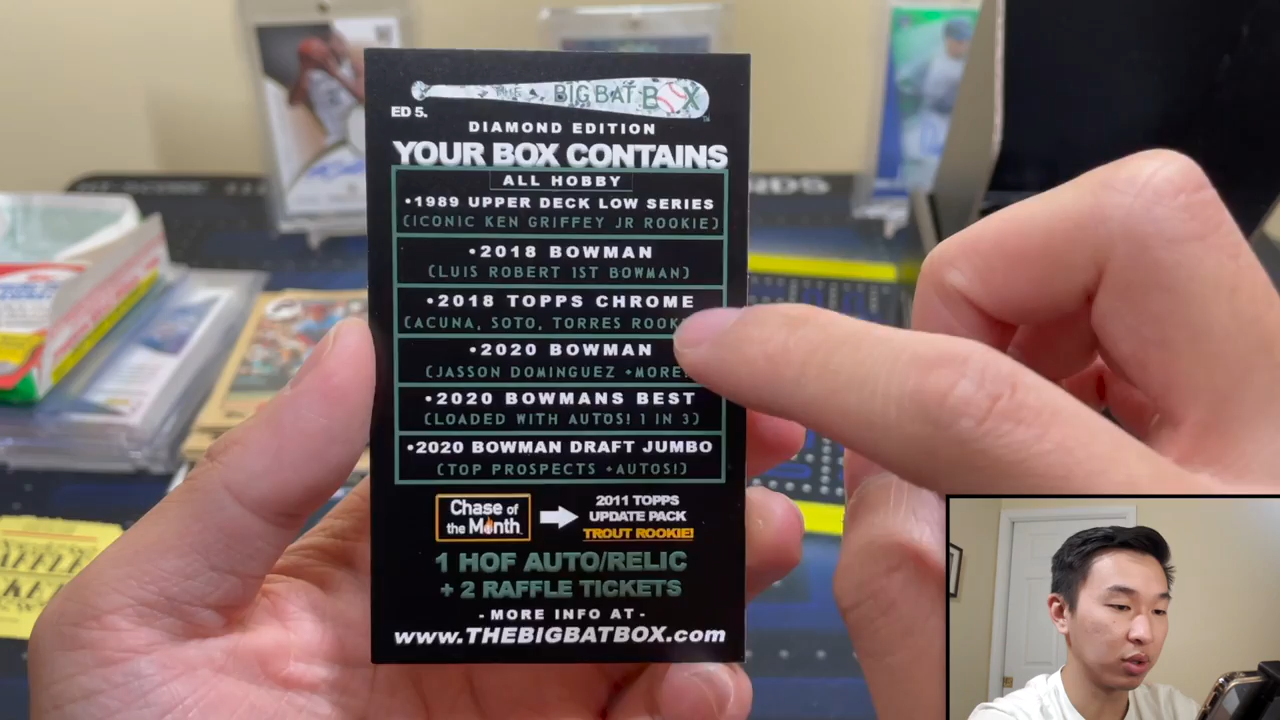 THE BIGBATBOX
ED 5.
DIAMOND EDITION
YOUR BOX CONTAINS
ALL HOBBY
•1989 UPPER DECK LOW SERIES
(ICONIC KEN GRIFFEY JR ROOKIE)
•2018 BOWMAN
(LUIS ROBERT 1ST BOWMAN)
•2018 TOPPS CHROME
(ACUNA, SOTO, TORRES
•2020 BOWMAN
(JASSON DOMINGUEZ +MORE!
•2020 BOWMANS BEST
(LOADED WITH AUTOS! 1 IN 3)
•2020 BOWMAN DRAFT JUMBO
(TOP PROSPECTS +AUTOS!)
Chase of
the Month
2011 TOPPS
UPDATE PACK
TROUT ROOKIE!
1 HOF AUTO/RELIC
+ 2 RAFFLE TICKETS
- MORE INFO AT -
www.THEBIGBATBOX.com